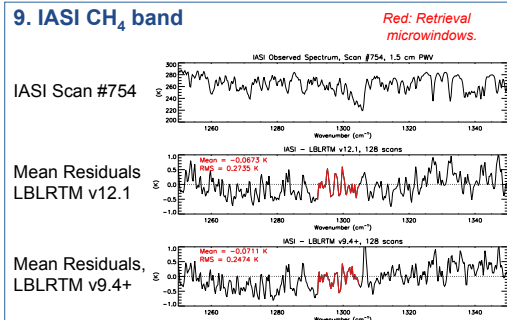 9. IASI CH4 band
Red: Retrieval
microwindows.
IASI Scan #754
IASI Observed Spectrum, Scan #754, 1.5 cm PWV
(K)
300
280
260
240
220
200
1260 1280 1300 1320 1340
Wavenumber (cm⁻¹)
Mean Residuals
LBLRTM v12.1
IASI – LBLRTM v12.1, 128 scans
Mean = −0.0673 K
RMS = 0.2735 K
(K)
1.0
0.5
0.0
−0.5
−1.0
1260 1280 1300 1320 1340
Wavenumber (cm⁻¹)
Mean Residuals,
LBLRTM v9.4+
IASI – LBLRTM v9.4+, 128 scans
Mean = −0.0711 K
RMS = 0.2474 K
(K)
1.0
0.5
0.0
−0.5
−1.0
1260 1280 1300 1320 1340
Wavenumber (cm⁻¹)